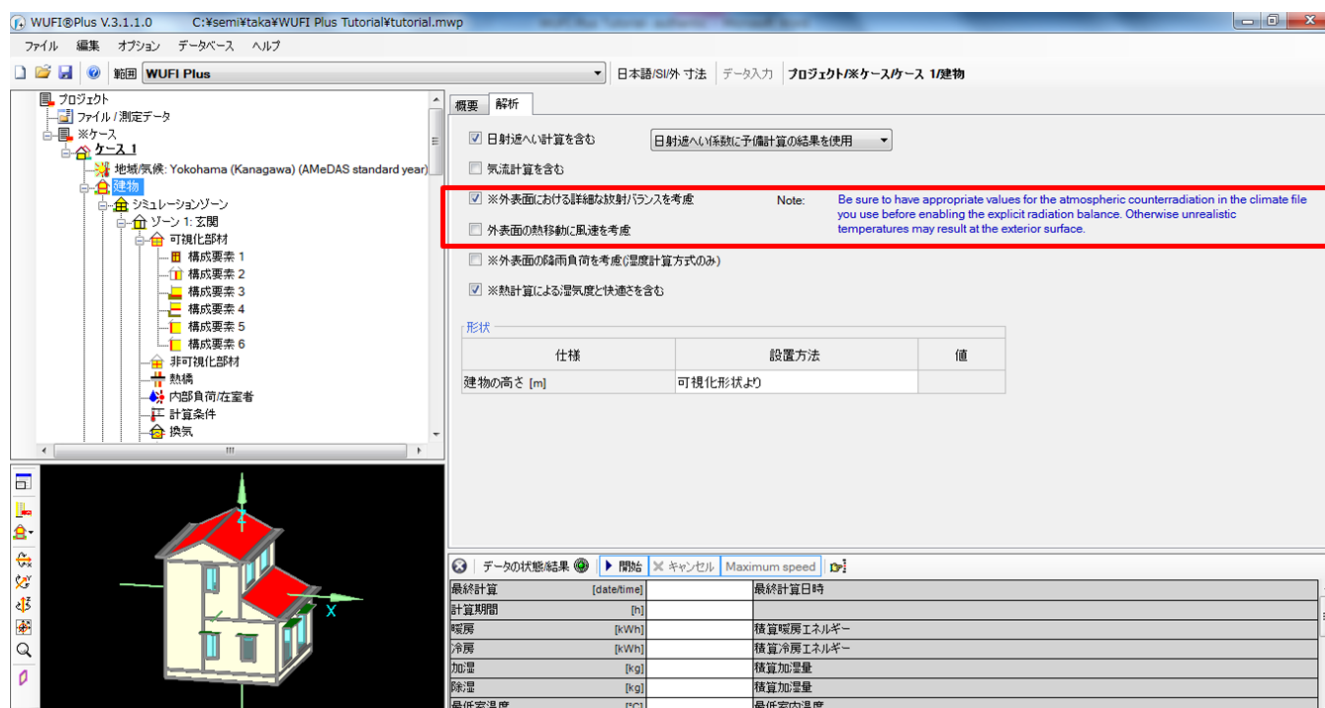 WUFI®Plus V.3.1.1.0 C:¥semi¥taka¥WUFI Plus Tutorial¥tutorial.mwp
ファイル 編集 オプション データベース ヘルプ
範囲 WUFI Plus 日本語/SI/外 寸法 データ入力 プロジェクト/※ケース/ケース 1/建物
プロジェクト
ファイル / 測定データ
※ケース
ケース 1
地域/気候: Yokohama (Kanagawa) (AMeDAS standard year)
建物
シミュレーションゾーン
ゾーン 1: 玄関
可視化部材
構成要素 1
構成要素 2
構成要素 3
構成要素 4
構成要素 5
構成要素 6
非可視化部材
熱橋
内部負荷/在室者
計算条件
換気
概要 解析
日射遮へい計算を含む 日射遮へい係数に予備計算の結果を使用
気流計算を含む
※外表面における詳細な放射バランスを考慮 Note: Be sure to have appropriate values for the atmospheric counterradiation in the climate file
you use before enabling the explicit radiation balance. Otherwise unrealistic
外表面の熱移動に風速を考慮 temperatures may result at the exterior surface.
※外表面の降雨負荷を考慮(湿度計算方式のみ)
※熱計算による湿気度と快適さを含む
形状
仕様 設置方法 値
建物の高さ [m] 可視化形状より
Z
X
データの状態/結果 開始 キャンセル Maximum speed
最終計算 [date/time] 最終計算日時
計算期間 [h]
暖房 [kWh] 積算暖房エネルギー
冷房 [kWh] 積算冷房エネルギー
加湿 [kg] 積算加湿量
除湿 [kg] 積算加湿量
最低室温度 [°C] 最低室内温度